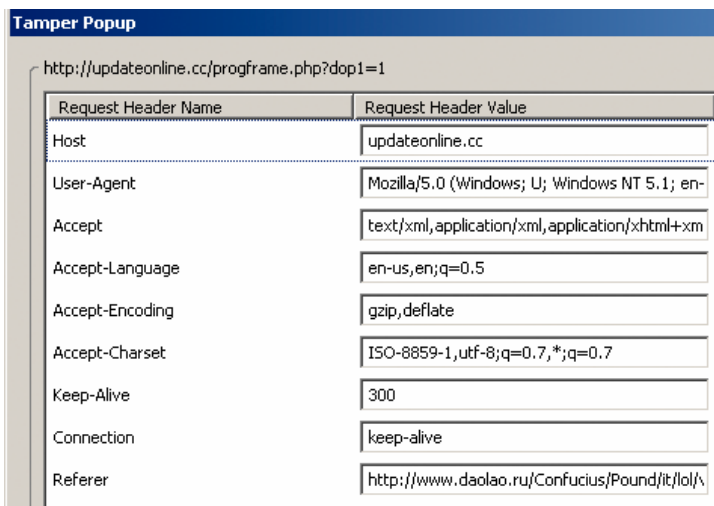 Tamper Popup
http://updateonline.cc/progframe.php?dop1=1
Request Header Name Request Header Value
Host updateonline.cc
User-Agent Mozilla/5.0 (Windows; U; Windows NT 5.1; en-
Accept text/xml,application/xml,application/xhtml+xm
Accept-Language en-us,en;q=0.5
Accept-Encoding gzip,deflate
Accept-Charset ISO-8859-1,utf-8;q=0.7,*;q=0.7
Keep-Alive 300
Connection keep-alive
Referer http://www.daolao.ru/Confucius/Pound/it/lol/